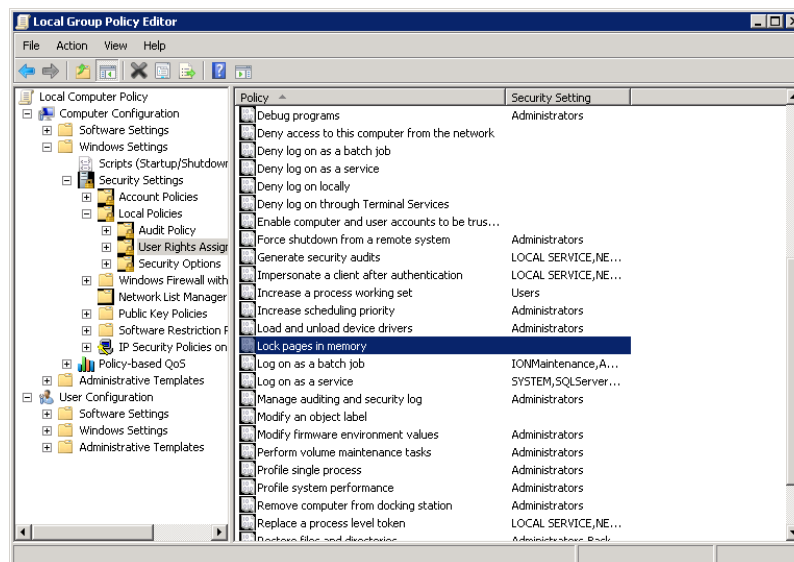 Local Group Policy Editor
File Action View Help
Local Computer Policy
Computer Configuration
Software Settings
Windows Settings
Scripts (Startup/Shutdown
Security Settings
Account Policies
Local Policies
Audit Policy
User Rights Assigr
Security Options
Windows Firewall with
Network List Manager
Public Key Policies
Software Restriction P
IP Security Policies on
Policy-based QoS
Administrative Templates
User Configuration
Software Settings
Windows Settings
Administrative Templates
Policy Security Setting
Debug programs Administrators
Deny access to this computer from the network
Deny log on as a batch job
Deny log on as a service
Deny log on locally
Deny log on through Terminal Services
Enable computer and user accounts to be trus...
Force shutdown from a remote system Administrators
Generate security audits LOCAL SERVICE,NE...
Impersonate a client after authentication LOCAL SERVICE,NE...
Increase a process working set Users
Increase scheduling priority Administrators
Load and unload device drivers Administrators
Lock pages in memory
Log on as a batch job IONMaintenance,A...
Log on as a service SYSTEM,SQLServer...
Manage auditing and security log Administrators
Modify an object label
Modify firmware environment values Administrators
Perform volume maintenance tasks Administrators
Profile single process Administrators
Profile system performance Administrators
Remove computer from docking station Administrators
Replace a process level token LOCAL SERVICE,NE...
Restore files and directories Administrators,Back